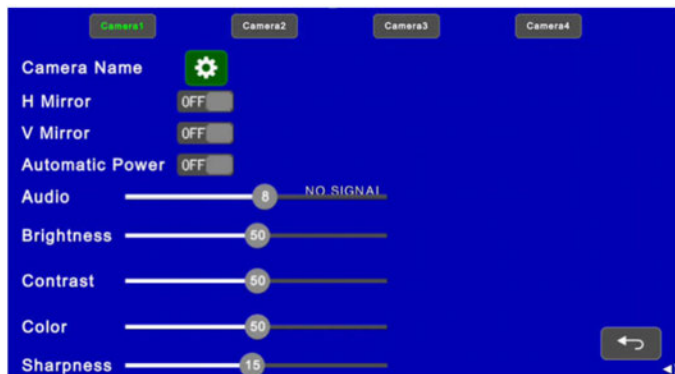 Camera1 Camera2 Camera3 Camera4
Camera Name
H Mirror OFF
V Mirror OFF
Automatic Power OFF
Audio 8 NO SIGNAL
Brightness 50
Contrast 50
Color 50
Sharpness 15